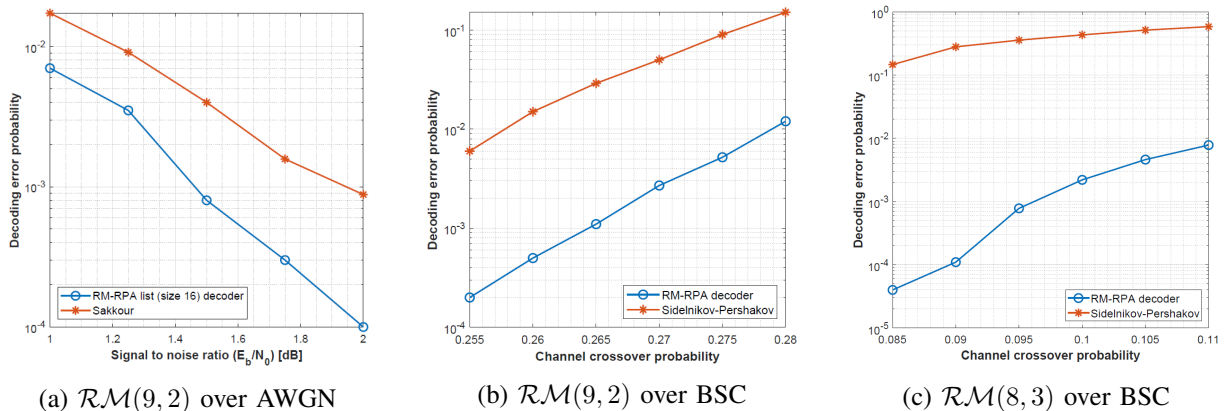 10^-2
10^-3
10^-4
Decoding error probability
1 1.2 1.4 1.6 1.8 2
Signal to noise ratio (E_b/N_0) [dB]
RM-RPA list (size 16) decoder
Sakkour
(a) RM(9, 2) over AWGN
10^-1
10^-2
10^-3
10^-4
Decoding error probability
0.255 0.26 0.265 0.27 0.275 0.28
Channel crossover probability
RM-RPA decoder
Sidelnikov-Pershakov
(b) RM(9, 2) over BSC
10^0
10^-1
10^-2
10^-3
10^-4
10^-5
Decoding error probability
0.085 0.09 0.095 0.1 0.105 0.11
Channel crossover probability
RM-RPA decoder
Sidelnikov-Pershakov
(c) RM(8, 3) over BSC